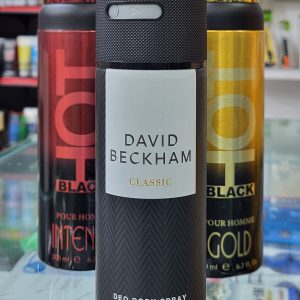 DAVID
BECKHAM
CLASSIC
DEO BODY SPRAY
HOT
BLACK
POUR HOMME
INTEN
HOT
BLACK
POUR HOMME
GOLD